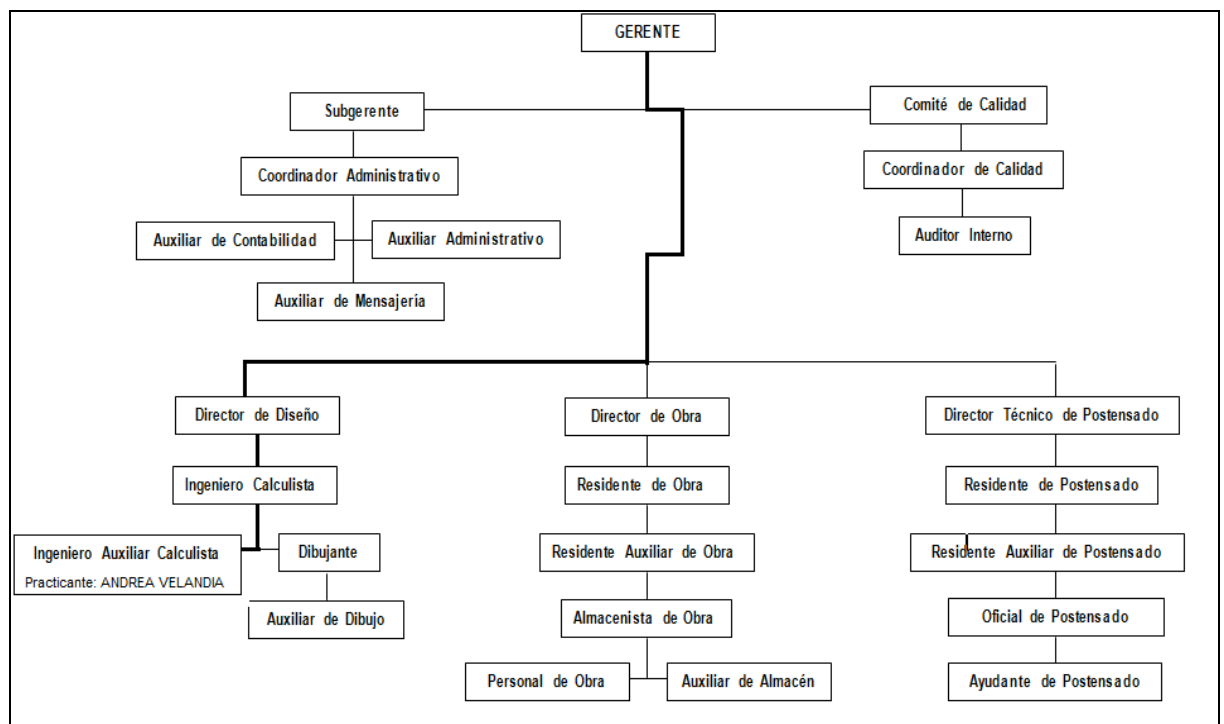 GERENTE
Subgerente
Comité de Calidad
Coordinador Administrativo
Coordinador de Calidad
Auxiliar de Contabilidad
Auxiliar Administrativo
Auditor Interno
Auxiliar de Mensajería
Director de Diseño
Director de Obra
Director Técnico de Postensado
Ingeniero Calculista
Residente de Obra
Residente de Postensado
Ingeniero Auxiliar Calculista
Practicante: ANDREA VELANDIA
Dibujante
Residente Auxiliar de Obra
Residente Auxiliar de Postensado
Auxiliar de Dibujo
Almacenista de Obra
Oficial de Postensado
Personal de Obra
Auxiliar de Almacén
Ayudante de Postensado